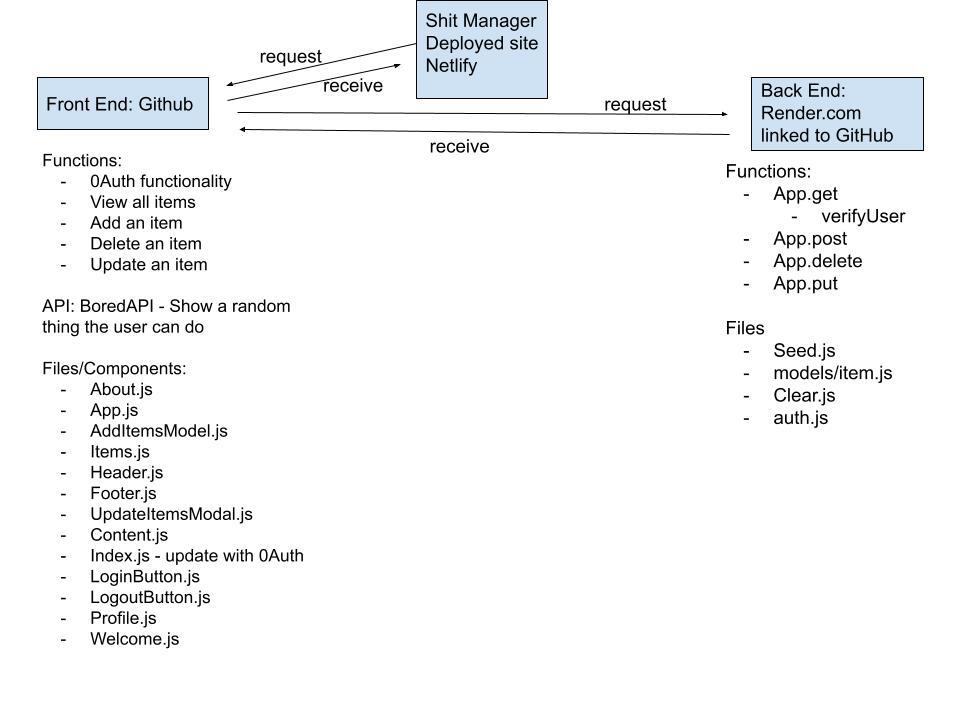 Shit Manager
Deployed site
Netlify
request
receive
Front End: Github
request
receive
Back End:
Render.com
linked to GitHub
Functions:
- 0Auth functionality
- View all items
- Add an item
- Delete an item
- Update an item
API: BoredAPI - Show a random
thing the user can do
Files/Components:
- About.js
- App.js
- AddItemsModel.js
- Items.js
- Header.js
- Footer.js
- UpdateItemsModal.js
- Content.js
- Index.js - update with 0Auth
- LoginButton.js
- LogoutButton.js
- Profile.js
- Welcome.js
Functions:
- App.get
- verifyUser
- App.post
- App.delete
- App.put
Files
- Seed.js
- models/item.js
- Clear.js
- auth.js